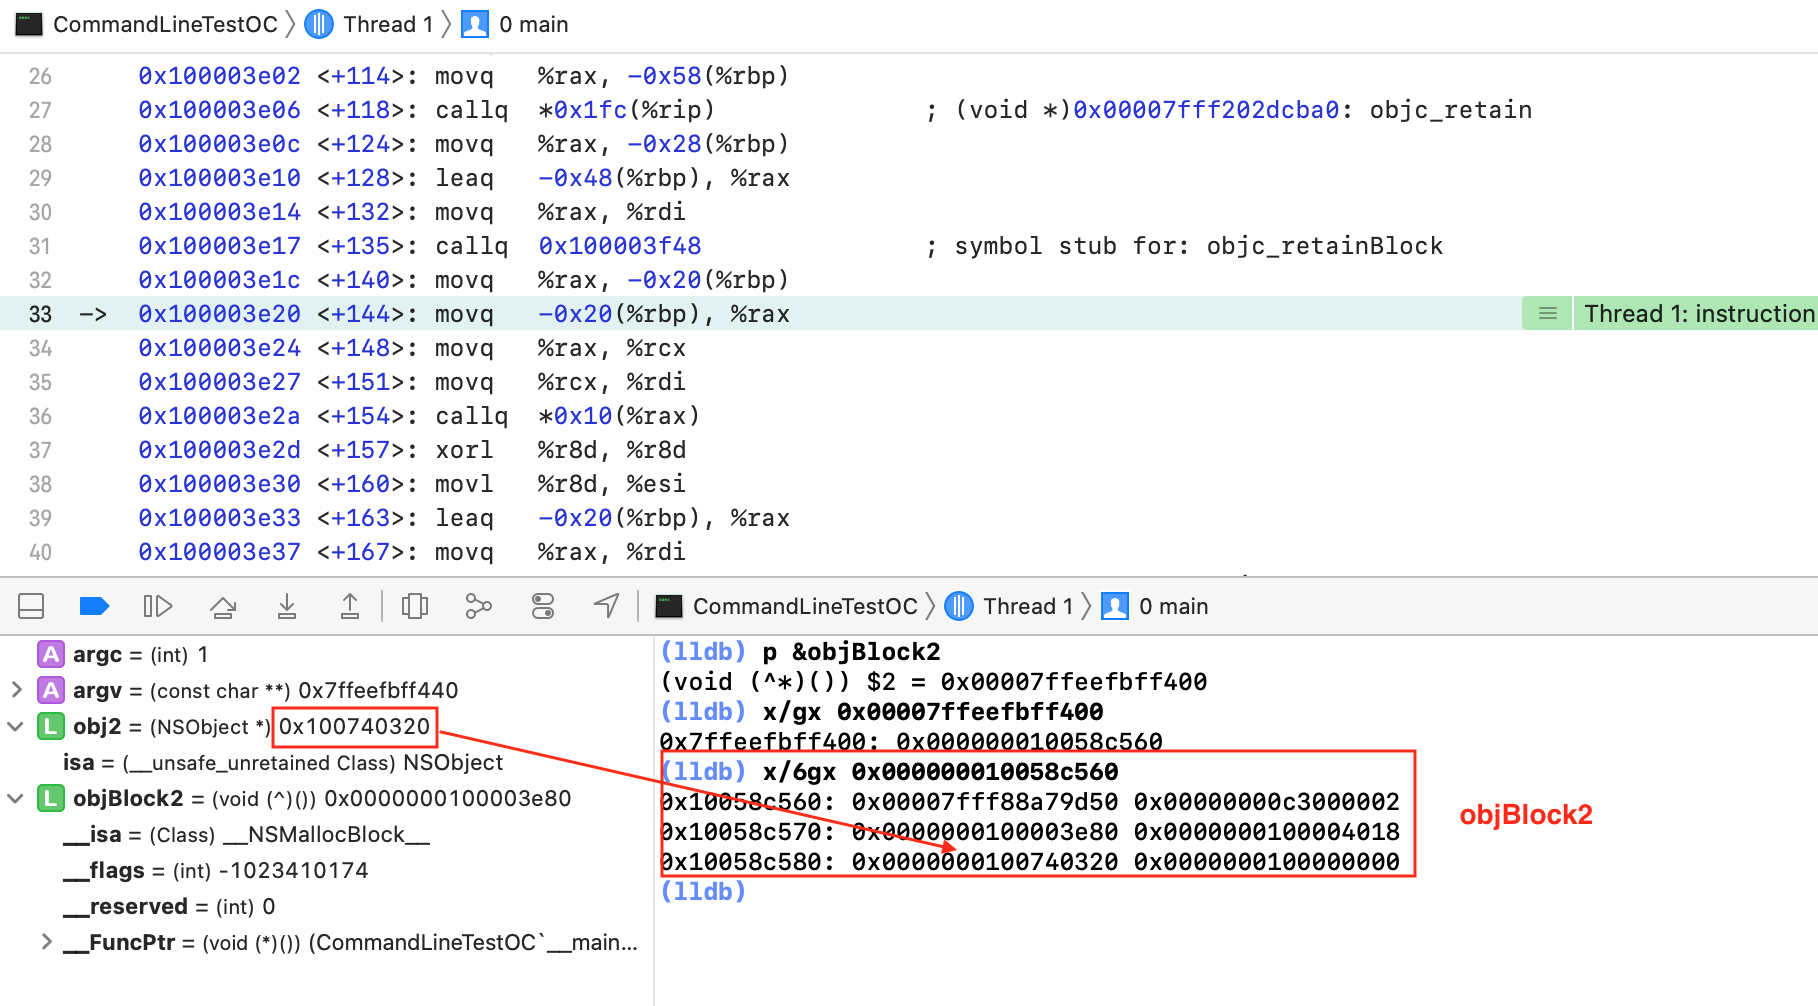 CommandLineTestOC 〉 Thread 1 〉 0 main
26 0x100003e02 <+114>: movq %rax, -0x58(%rbp)
27 0x100003e06 <+118>: callq *0x1fc(%rip) ; (void *)0x00007fff202dcba0: objc_retain
28 0x100003e0c <+124>: movq %rax, -0x28(%rbp)
29 0x100003e10 <+128>: leaq -0x48(%rbp), %rax
30 0x100003e14 <+132>: movq %rax, %rdi
31 0x100003e17 <+135>: callq 0x100003f48 ; symbol stub for: objc_retainBlock
32 0x100003e1c <+140>: movq %rax, -0x20(%rbp)
33 -> 0x100003e20 <+144>: movq -0x20(%rbp), %rax Thread 1: instruction
34 0x100003e24 <+148>: movq %rax, %rcx
35 0x100003e27 <+151>: movq %rcx, %rdi
36 0x100003e2a <+154>: callq *0x10(%rax)
37 0x100003e2d <+157>: xorl %r8d, %r8d
38 0x100003e30 <+160>: movl %r8d, %esi
39 0x100003e33 <+163>: leaq -0x20(%rbp), %rax
40 0x100003e37 <+167>: movq %rax, %rdi
CommandLineTestOC 〉 Thread 1 〉 0 main
A argc = (int) 1
A argv = (const char **) 0x7ffeefbff440
L obj2 = (NSObject *) 0x100740320
isa = (__unsafe_unretained Class) NSObject
L objBlock2 = (void (^)()) 0x0000000100003e80
__isa = (Class) __NSMallocBlock__
__flags = (int) -1023410174
__reserved = (int) 0
__FuncPtr = (void (*)()) (CommandLineTestOC`__main...
(lldb) p &objBlock2
(void (^*)()) $2 = 0x00007ffeefbff400
(lldb) x/gx 0x00007ffeefbff400
0x7ffeefbff400: 0x000000010058c560
(lldb) x/6gx 0x000000010058c560
0x10058c560: 0x00007fff88a79d50 0x00000000c3000002
0x10058c570: 0x0000000100003e80 0x0000000100004018
0x10058c580: 0x0000000100740320 0x0000000100000000
(lldb)
objBlock2